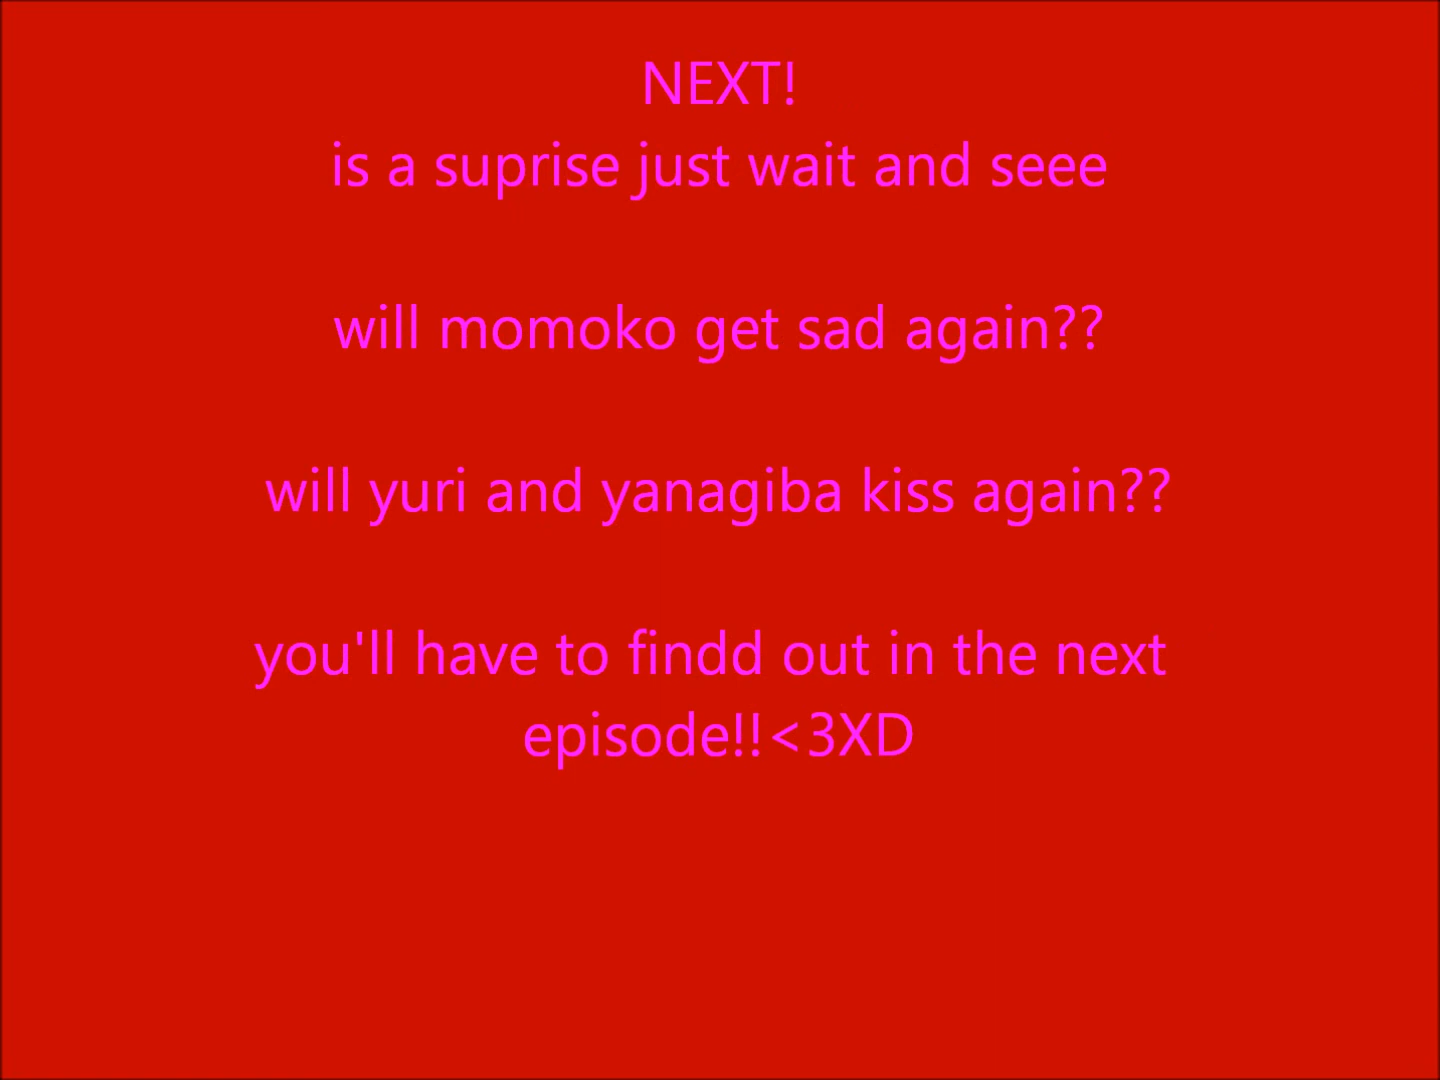 NEXT!
is a suprise just wait and seee
will momoko get sad again??
will yuri and yanagiba kiss again??
you'll have to findd out in the next
episode!!<3XD